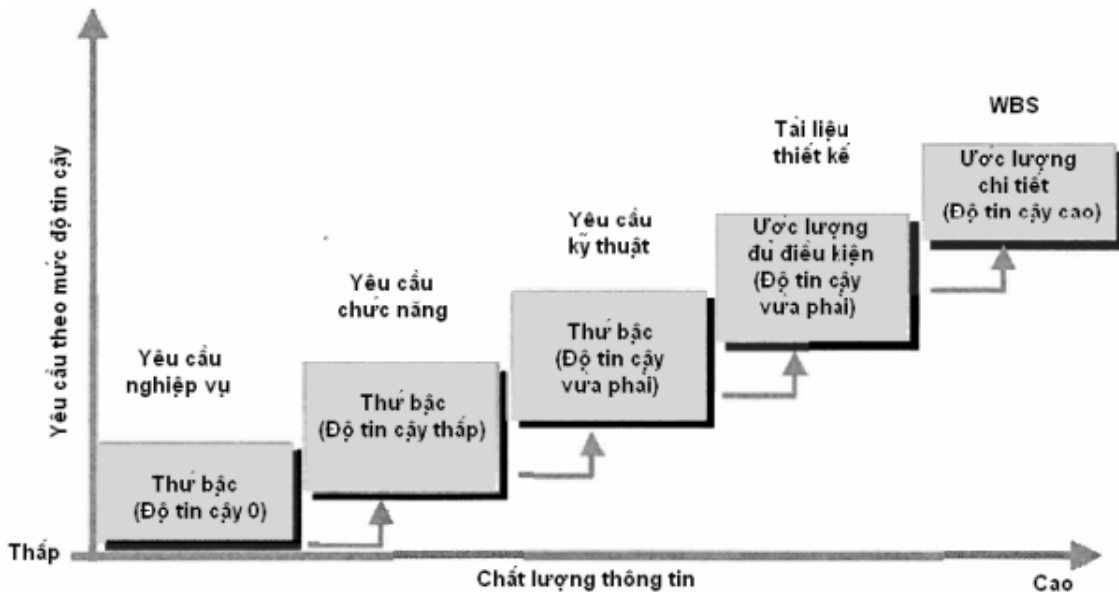 Yêu cầu theo mức độ tin cậy
WBS
Ước lượng
chi tiết
(Độ tin cậy cao)
Tài liệu
thiết kế
Ước lượng
đủ điều kiện
(Độ tin cậy
vừa phải)
Yêu cầu
kỹ thuật
Thứ bậc
(Độ tin cậy
vừa phải)
Yêu cầu
chức năng
Thứ bậc
(Độ tin cậy thấp)
Yêu cầu
nghiệp vụ
Thứ bậc
(Độ tin cậy 0)
Thấp
Chất lượng thông tin
Cao